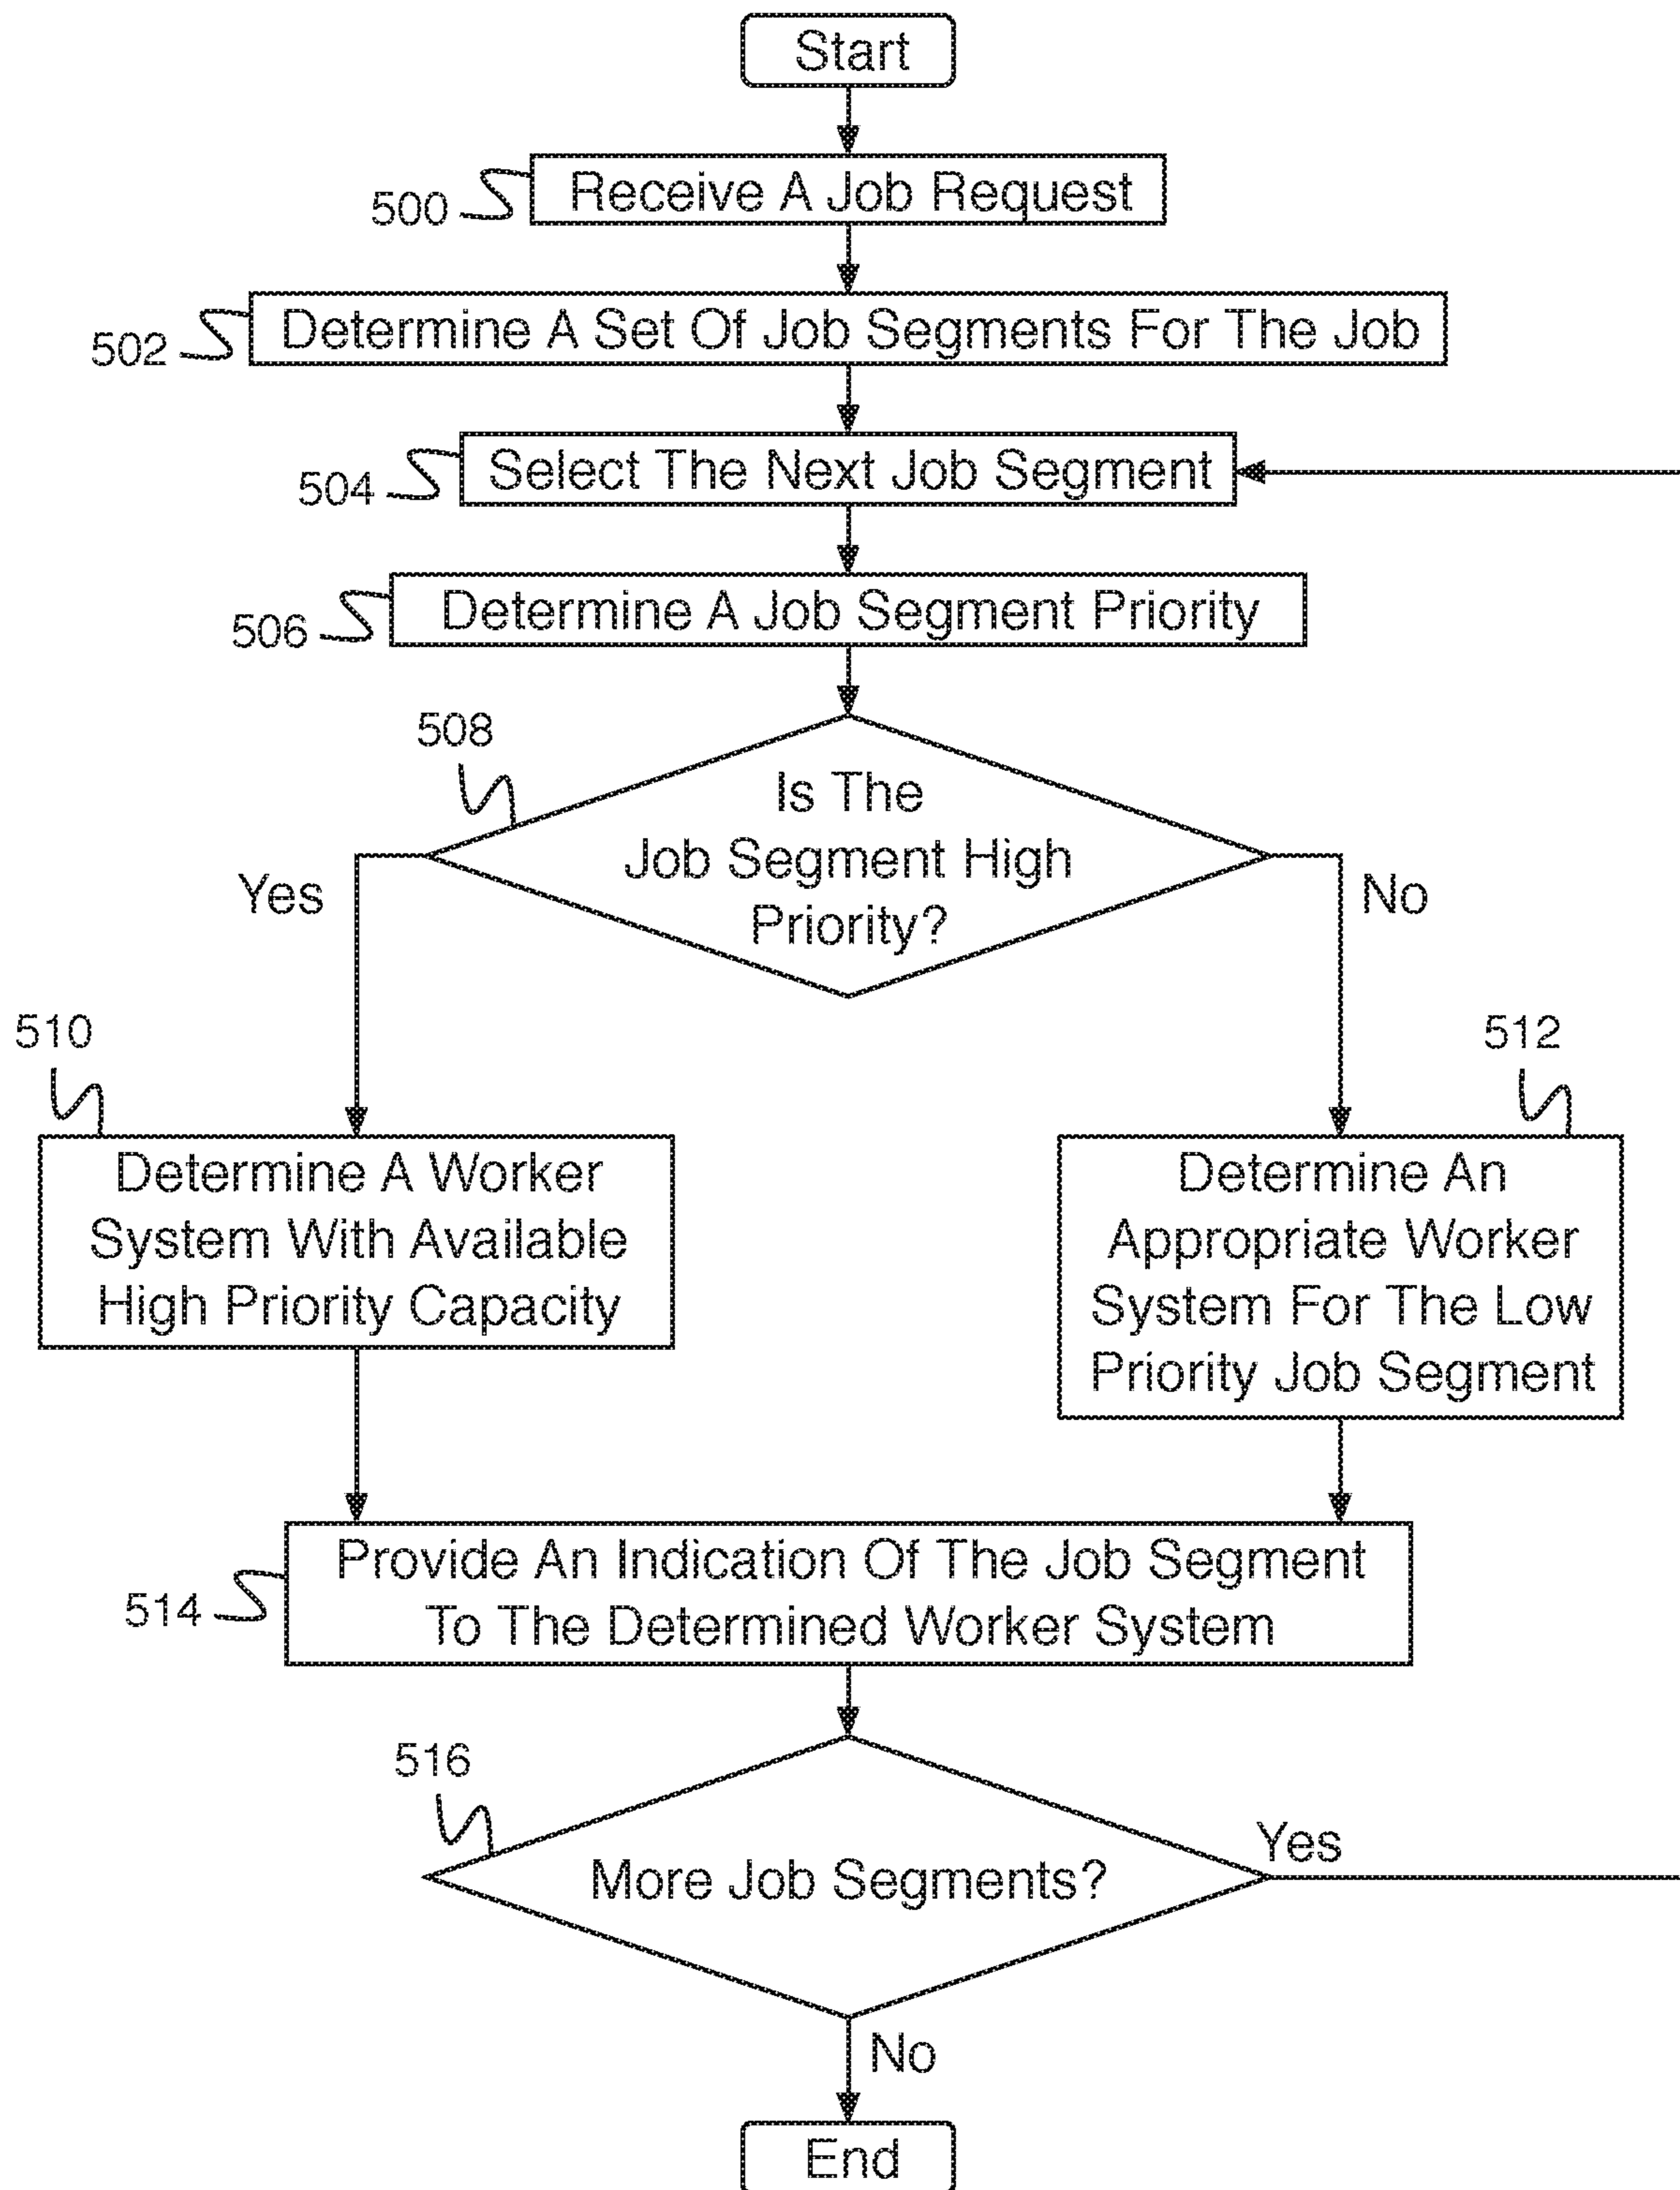 Start
500
Receive A Job Request
502
Determine A Set Of Job Segments For The Job
504
Select The Next Job Segment
506
Determine A Job Segment Priority
508
Is The
Job Segment High
Priority?
Yes
No
510
Determine A Worker
System With Available
High Priority Capacity
512
Determine An
Appropriate Worker
System For The Low
Priority Job Segment
514
Provide An Indication Of The Job Segment
To The Determined Worker System
516
More Job Segments?
Yes
No
End